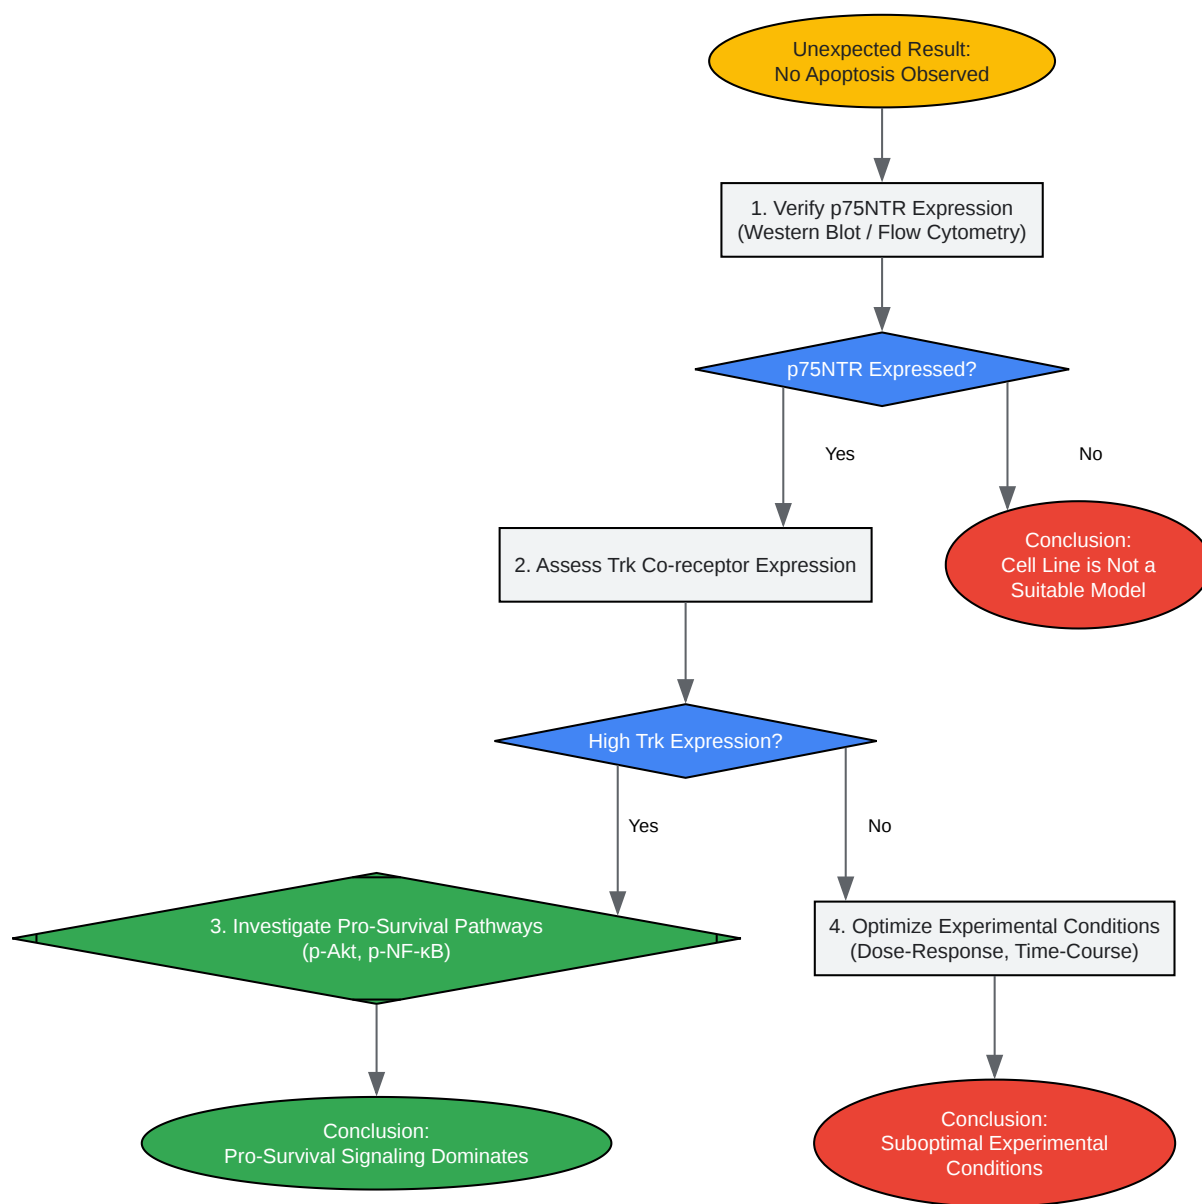 Unexpected Result:
No Apoptosis Observed
1. Verify p75NTR Expression
(Western Blot / Flow Cytometry)
p75NTR Expressed?
Yes
No
2. Assess Trk Co-receptor Expression
Conclusion:
Cell Line is Not a
Suitable Model
High Trk Expression?
Yes
No
3. Investigate Pro-Survival Pathways
(p-Akt, p-NF-κB)
4. Optimize Experimental Conditions
(Dose-Response, Time-Course)
Conclusion:
Pro-Survival Signaling Dominates
Conclusion:
Suboptimal Experimental
Conditions